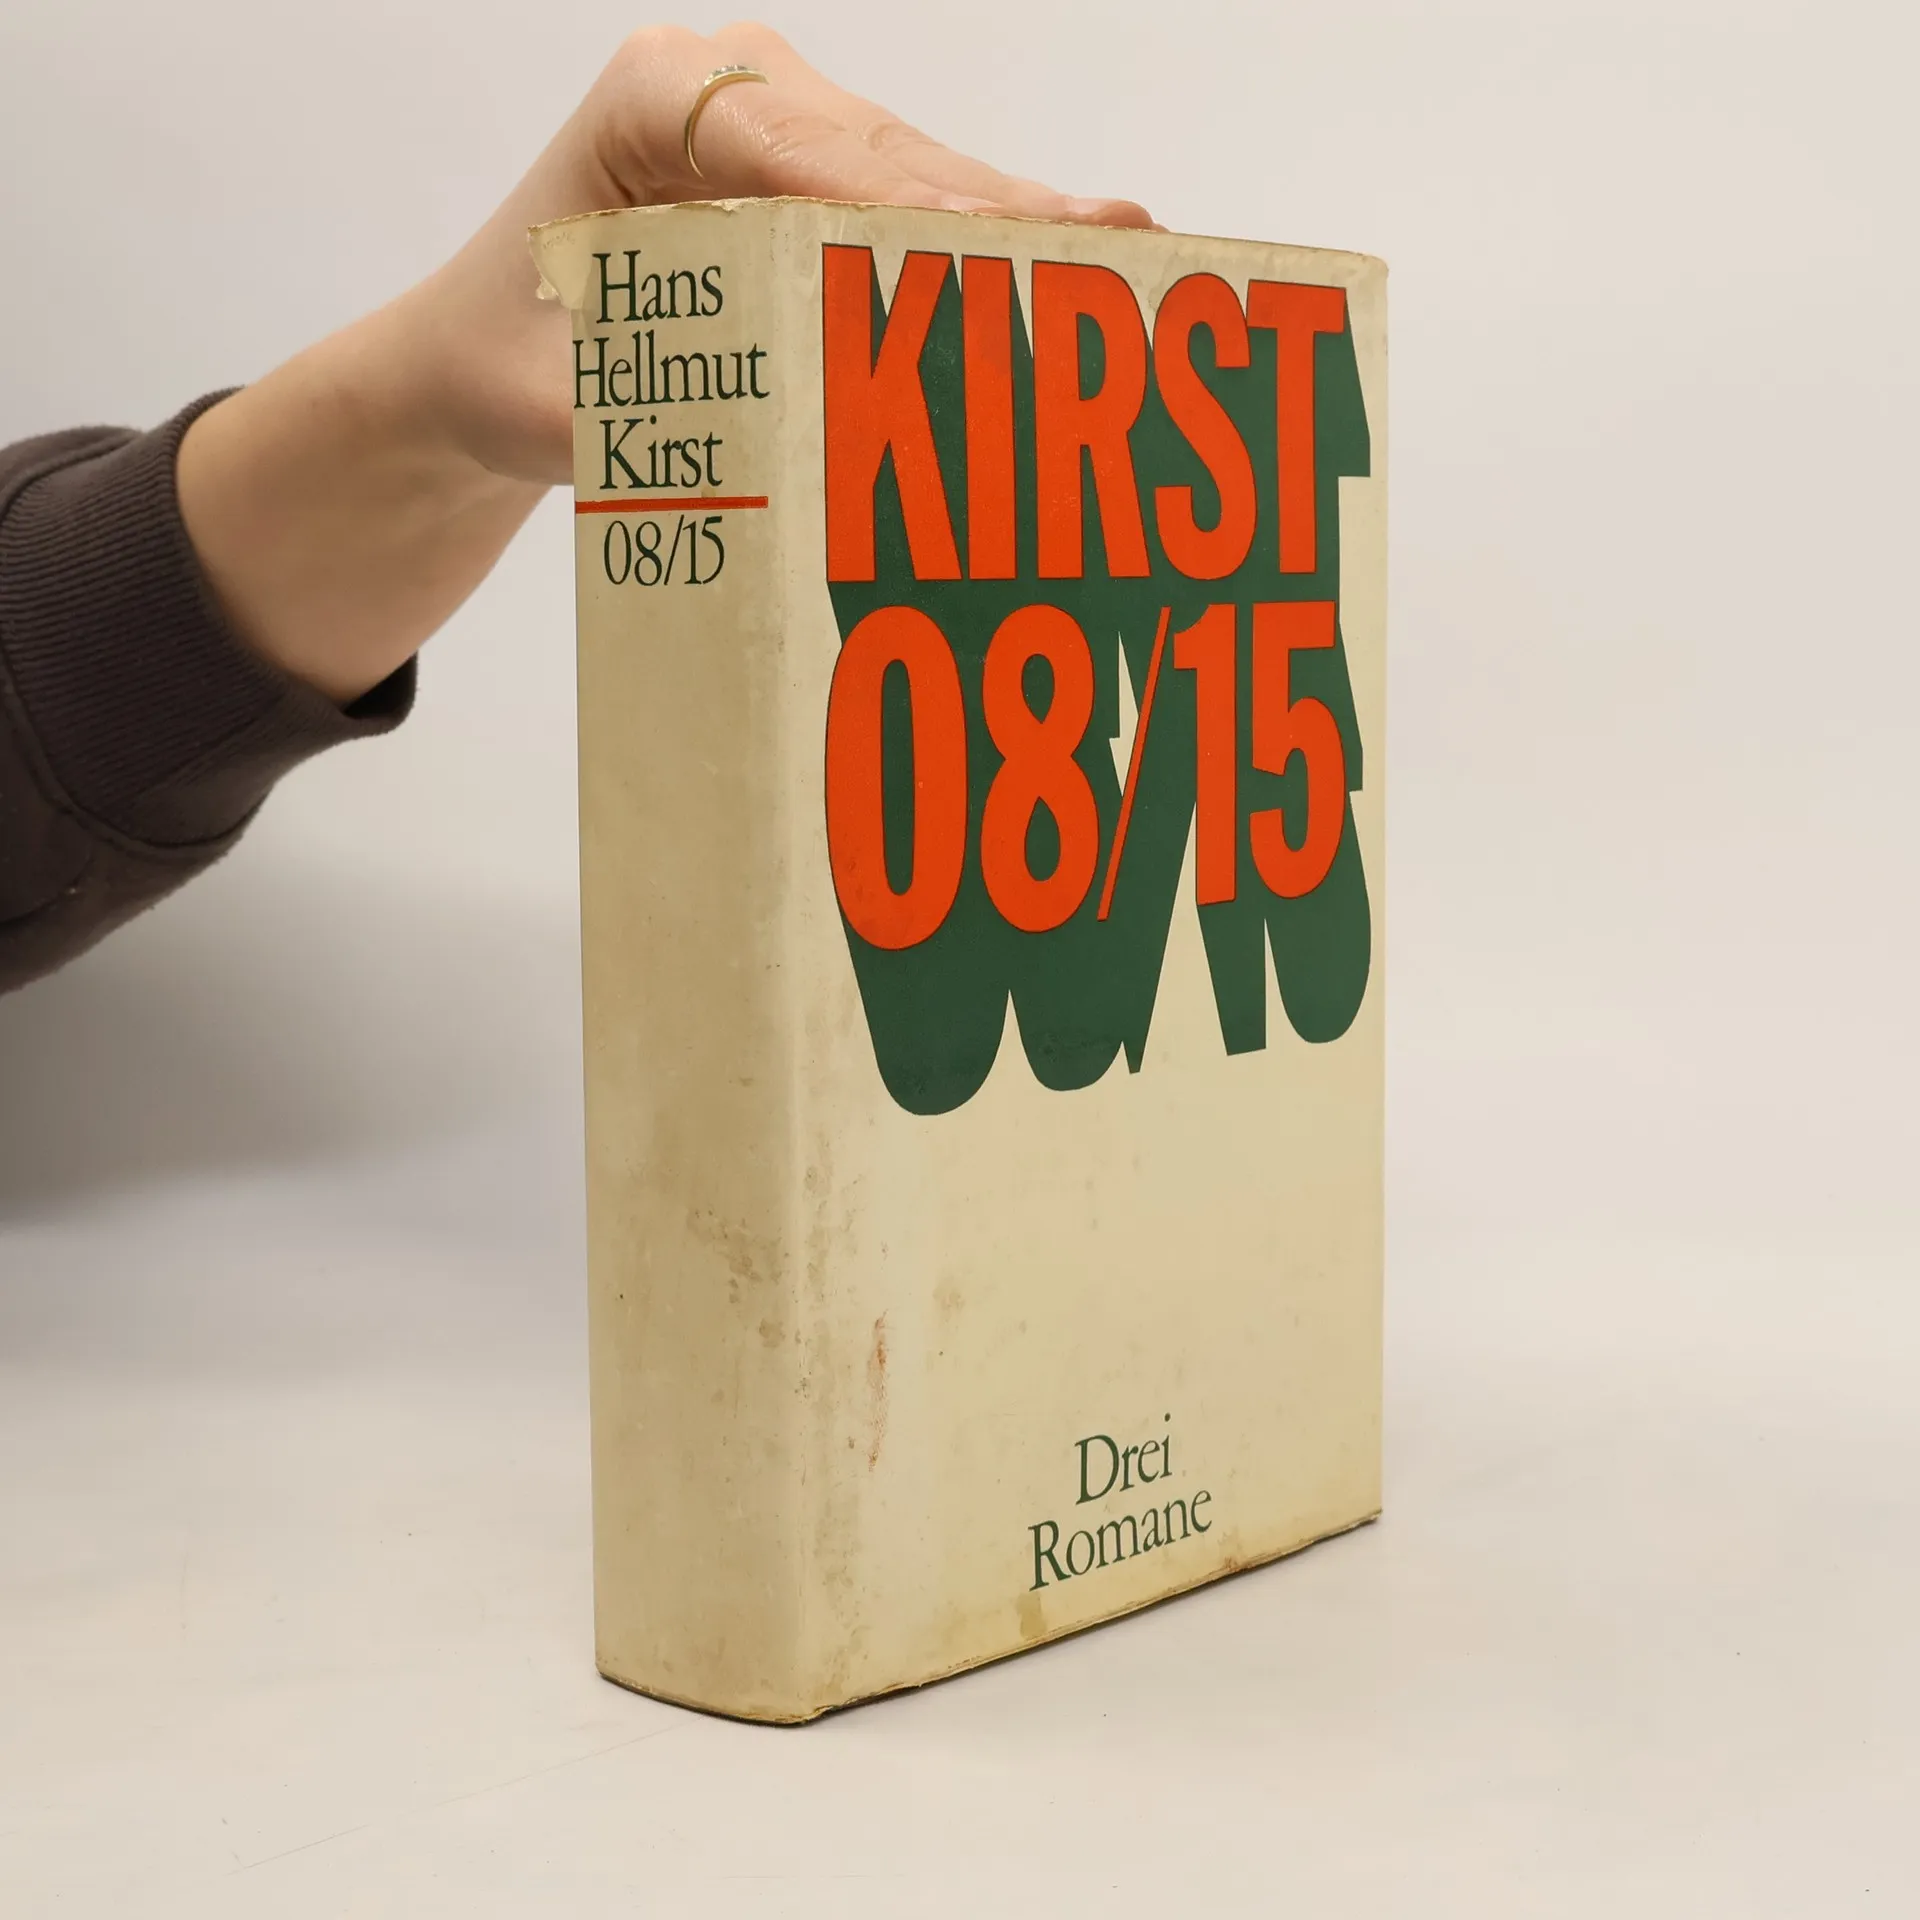 Hans
Hellmut
Kirst
08/15
KIRST
08/15
Drei
Romane